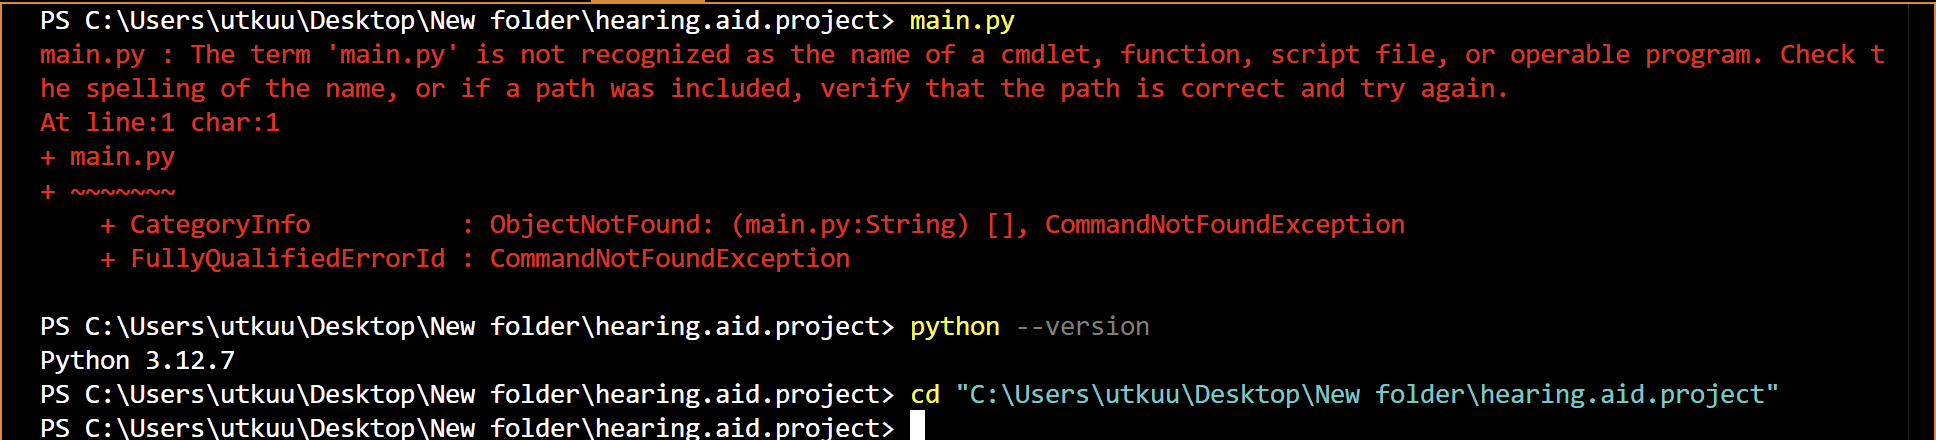 PS C:\Users\utkuu\Desktop\New folder\hearing.aid.project> main.py
main.py : The term 'main.py' is not recognized as the name of a cmdlet, function, script file, or operable program. Check t
he spelling of the name, or if a path was included, verify that the path is correct and try again.
At line:1 char:1
+ main.py
+ ~~~~~~~
    + CategoryInfo          : ObjectNotFound: (main.py:String) [], CommandNotFoundException
    + FullyQualifiedErrorId : CommandNotFoundException

PS C:\Users\utkuu\Desktop\New folder\hearing.aid.project> python --version
Python 3.12.7
PS C:\Users\utkuu\Desktop\New folder\hearing.aid.project> cd "C:\Users\utkuu\Desktop\New folder\hearing.aid.project"
PS C:\Users\utkuu\Desktop\New folder\hearing.aid.project>